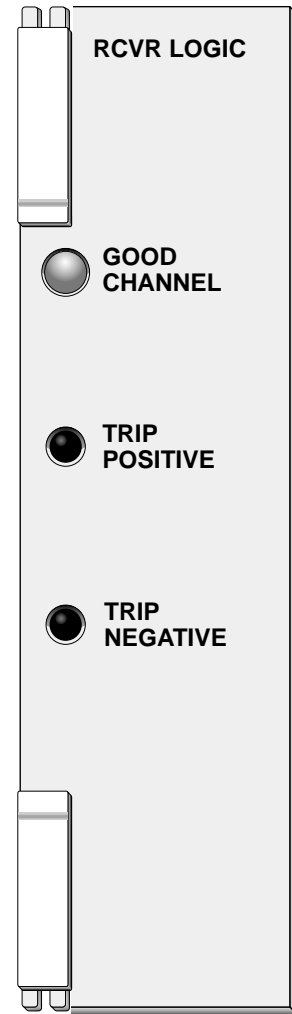 RCVR LOGIC
GOOD
CHANNEL
TRIP
POSITIVE
TRIP
NEGATIVE